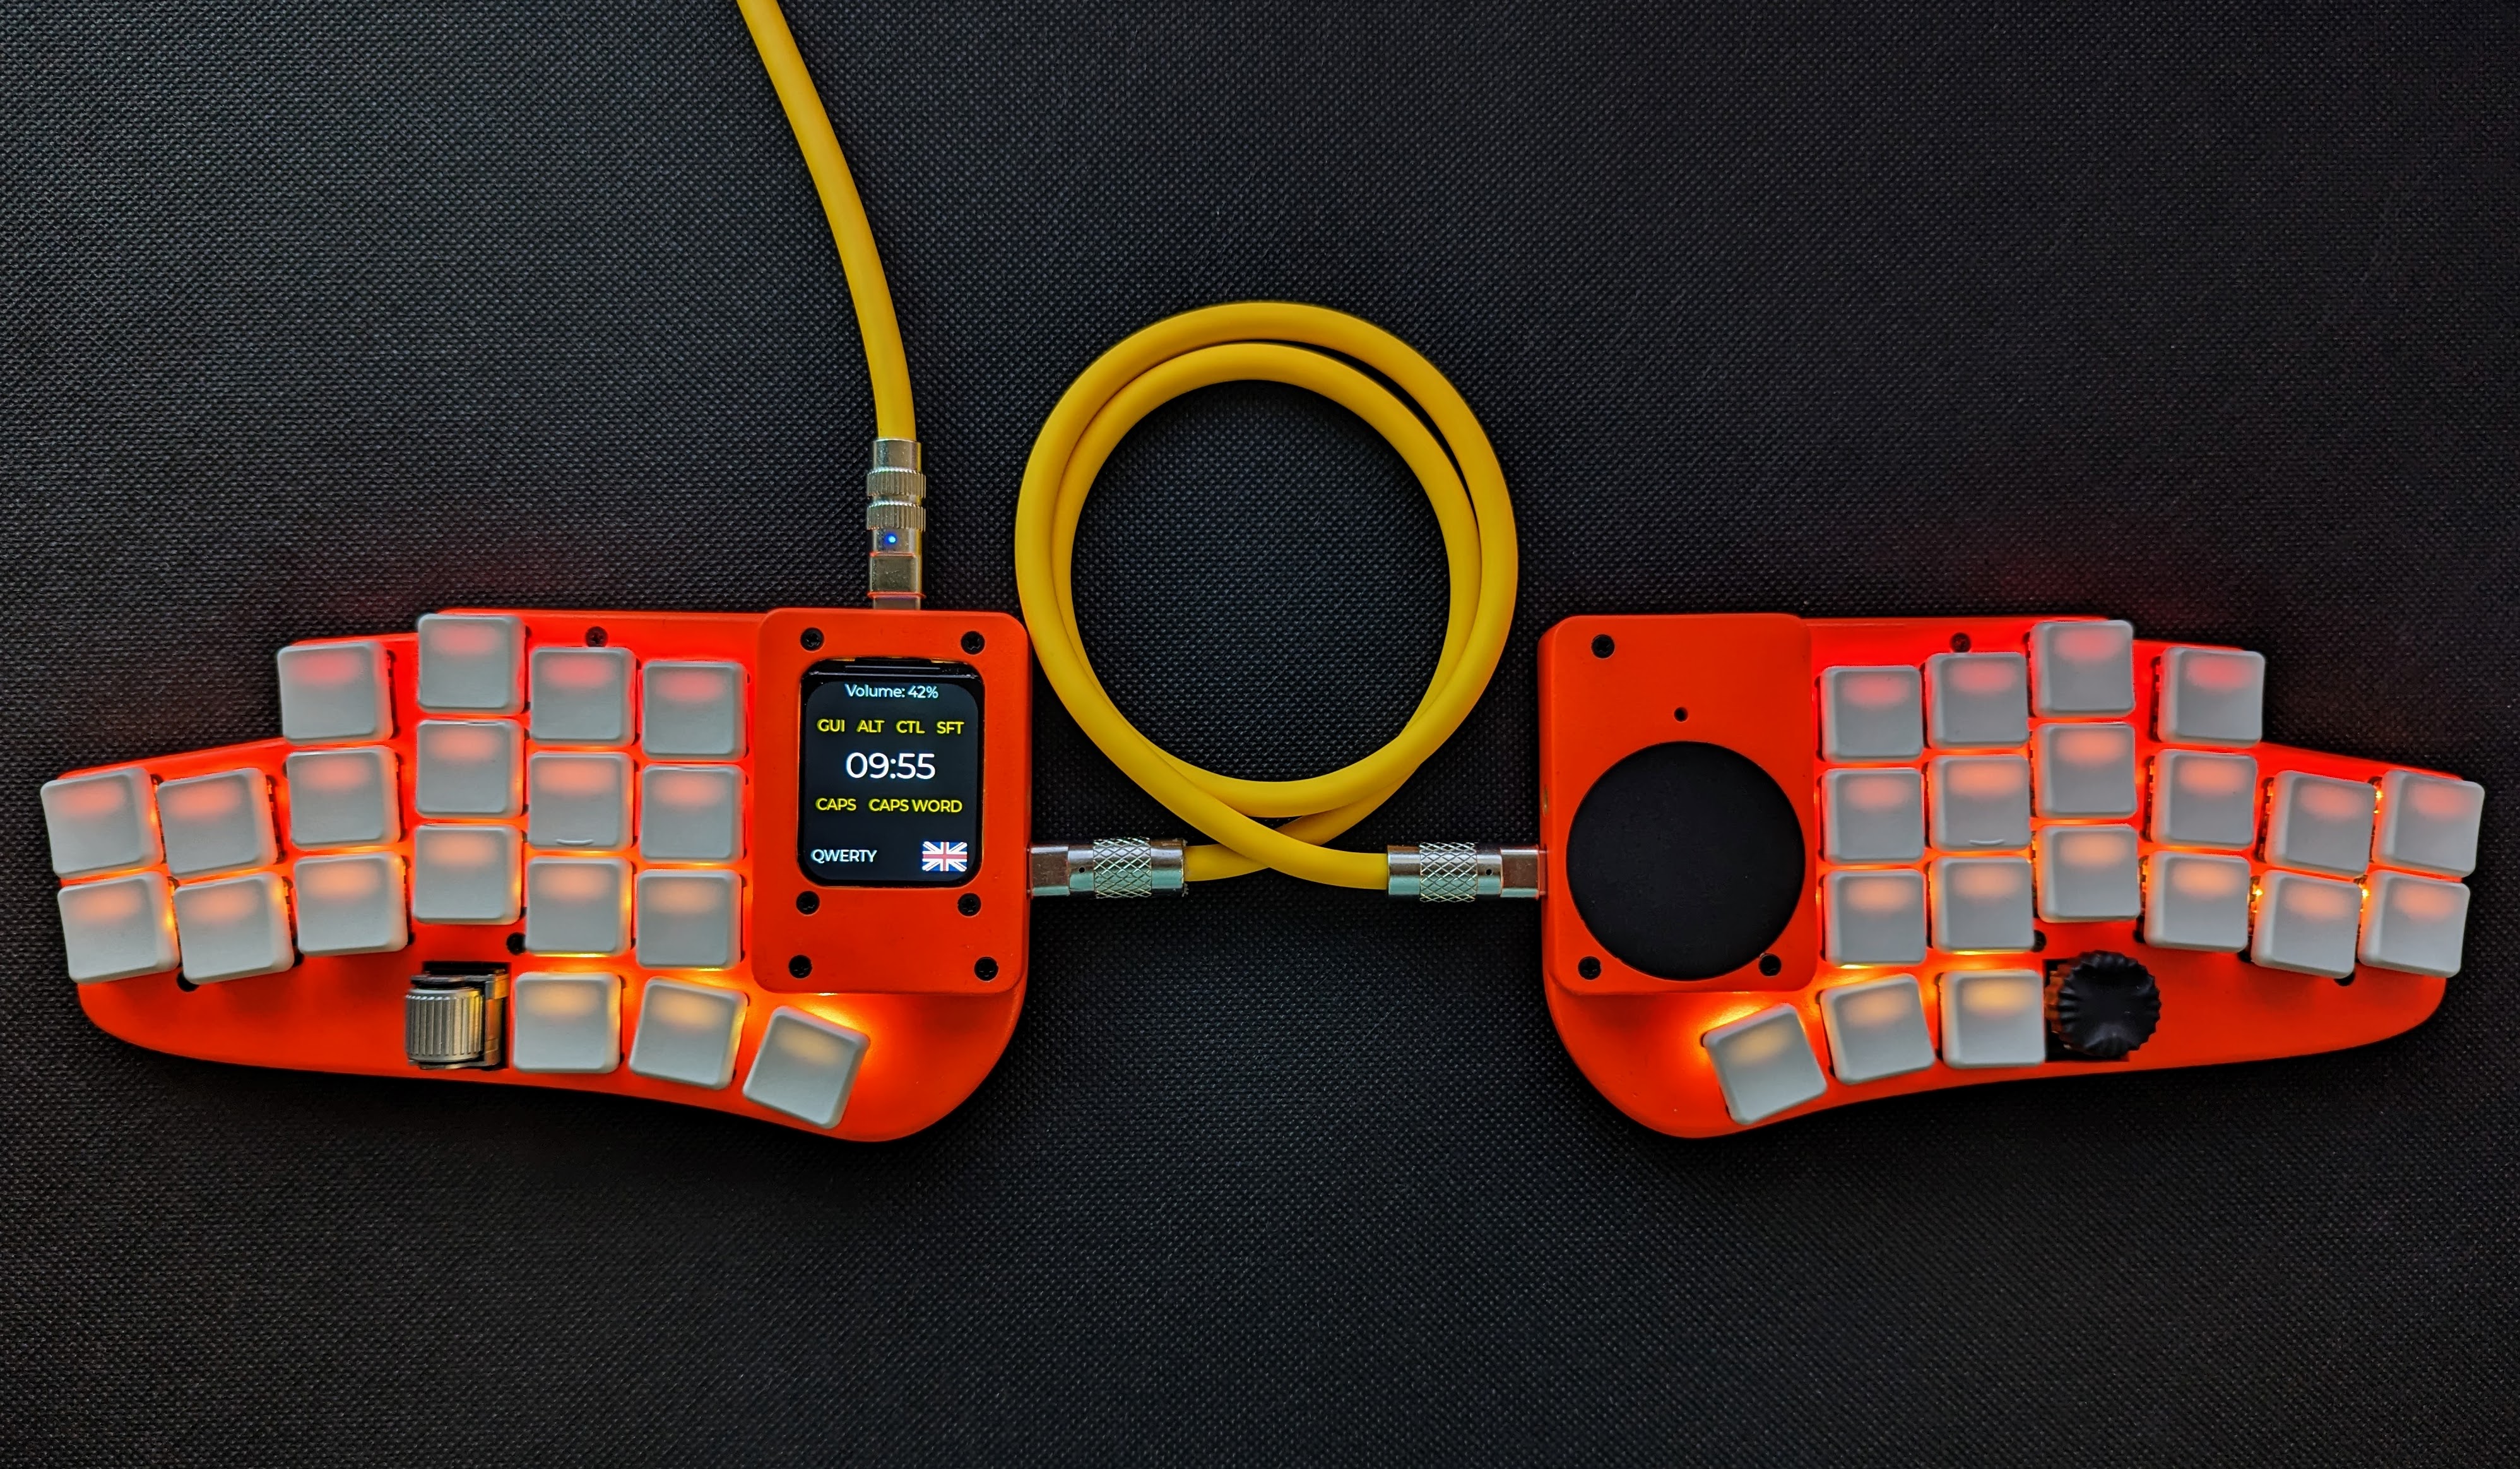 Volume: 42%
GUI ALT CTL SFT
09:55
CAPS CAPS WORD
QWERTY